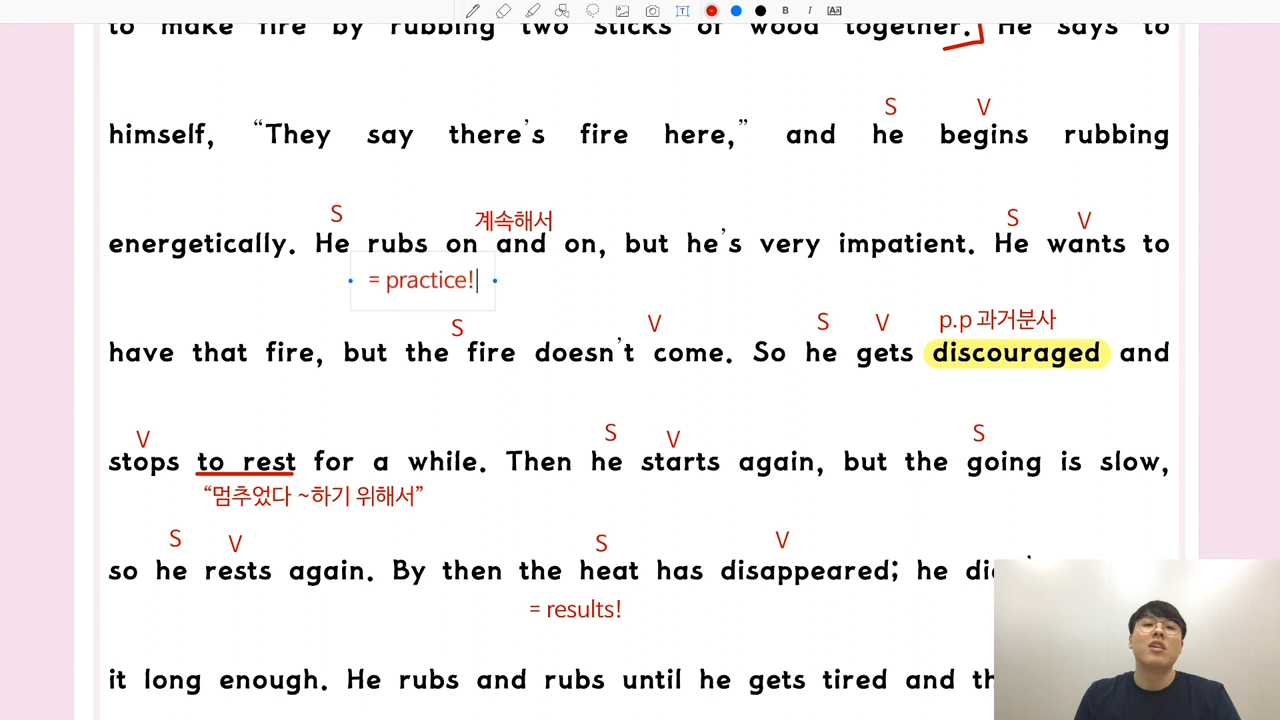 B I Aa
to make fire by rubbing two sticks of wood together. He says to
S V
himself, “They say there's fire here,” and he begins rubbing
S 계속해서 S V
energetically. He rubs on and on, but he's very impatient. He wants to
= practice!
S V S V p.p 과거분사
have that fire, but the fire doesn't come. So he gets discouraged and
V S V S
stops to rest for a while. Then he starts again, but the going is slow,
“멈추었다 ~하기 위해서”
S V S V
so he rests again. By then the heat has disappeared; he
= results!
it long enough. He rubs and rubs until he gets tired and